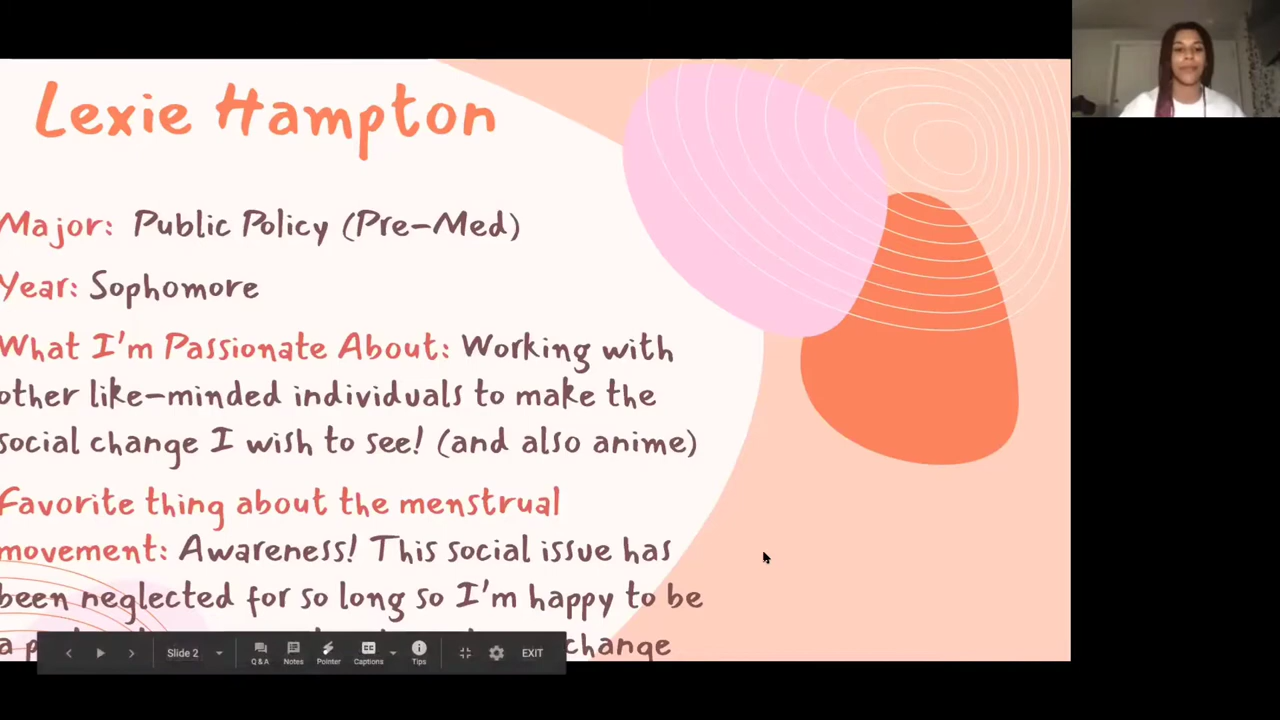 Lexie Hampton
Major: Public Policy (Pre-Med)
Year: Sophomore
What I'm Passionate About: Working with
other like-minded individuals to make the
social change I wish to see! (and also anime)
Favorite thing about the menstrual
movement: Awareness! This social issue has
been neglected for so long so I'm happy to be
a change
Slide 2
Q & A
Notes
Pointer
Captions
Tips
EXIT